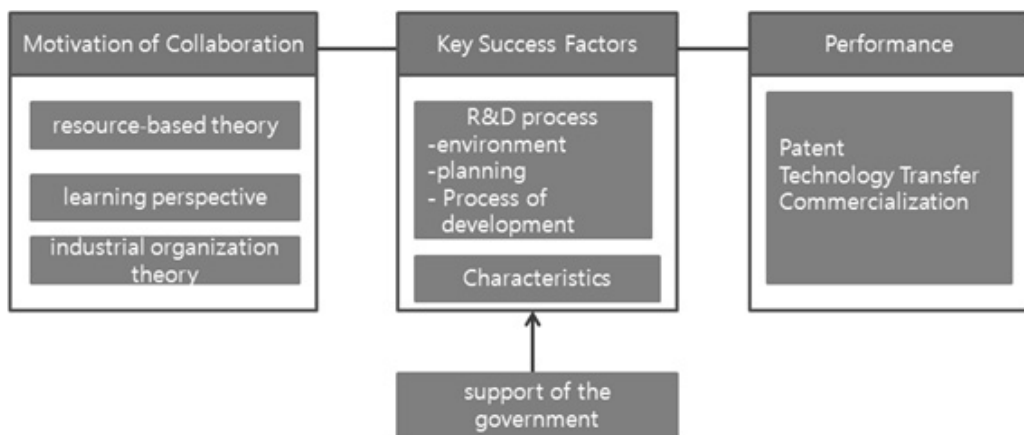 Motivation of Collaboration
resource-based theory
learning perspective
industrial organization
theory
Key Success Factors
R&D process
-environment
-planning
- Process of
development
Characteristics
support of the
government
Performance
Patent
Technology Transfer
Commercialization